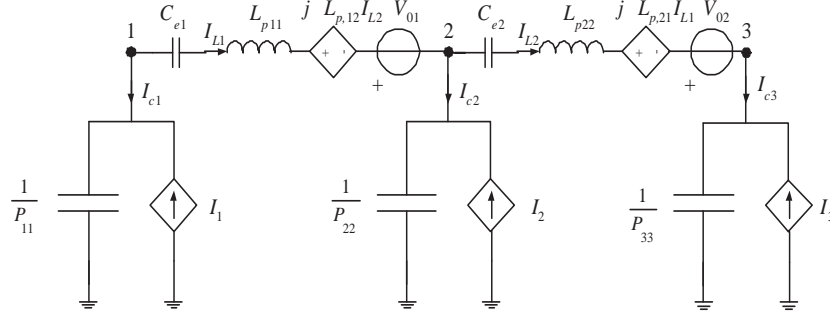 1 C_{e1} I_{L1} L_{p11} j L_{p,12} I_{L2} V_{01} 2 C_{e2} I_{L2} L_{p22} j L_{p,21} I_{L1} V_{02} 3
+ - + + - +
I_{c1} I_{c2} I_{c3}
1/P_{11} I_1 1/P_{22} I_2 1/P_{33} I_3